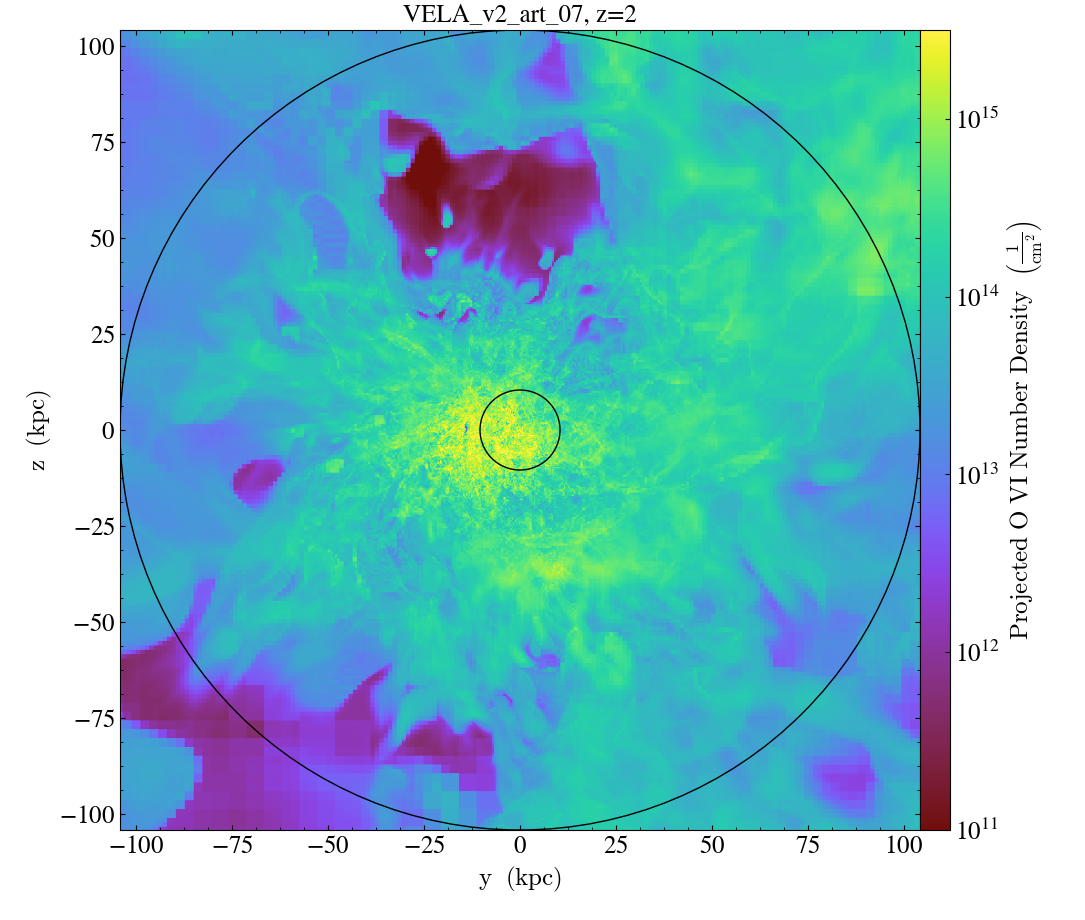 VELA_v2_art_07, z=2
100
75
50
25
0
−25
−50
−75
−100
z (kpc)
−100 −75 −50 −25 0 25 50 75 100
y (kpc)
10^15
10^14
10^13
10^12
10^11
Projected O VI Number Density (1/cm^2)